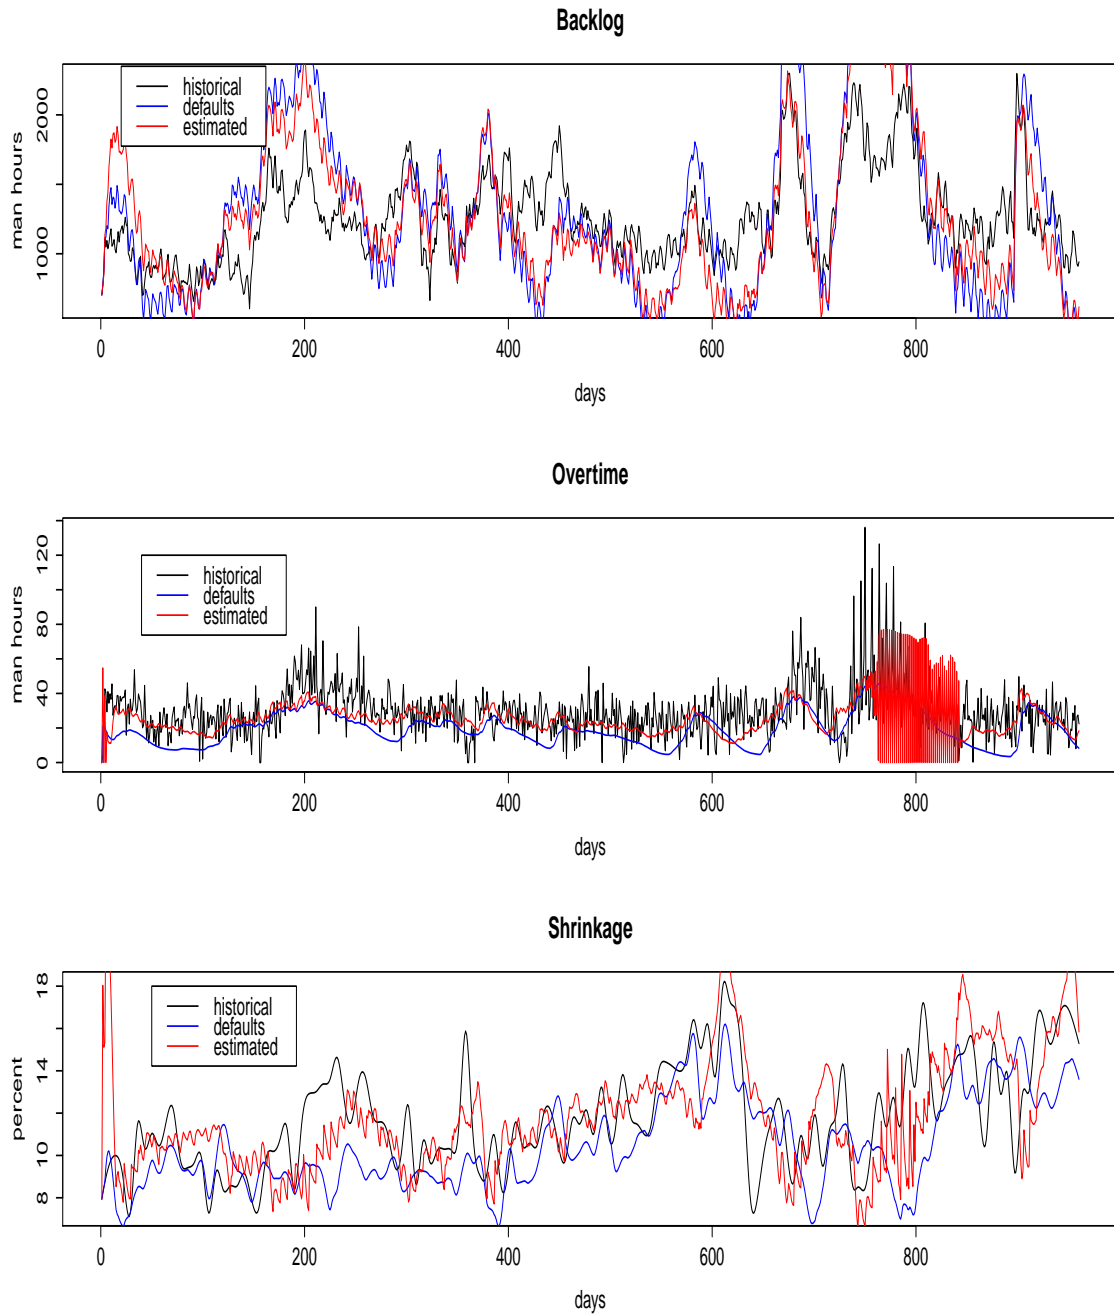 Backlog
historical
defaults
estimated
man hours
2000
1000
0 200 400 600 800
days
Overtime
historical
defaults
estimated
man hours
120
80
40
0
0 200 400 600 800
days
Shrinkage
historical
defaults
estimated
percent
18
14
10
8
0 200 400 600 800
days